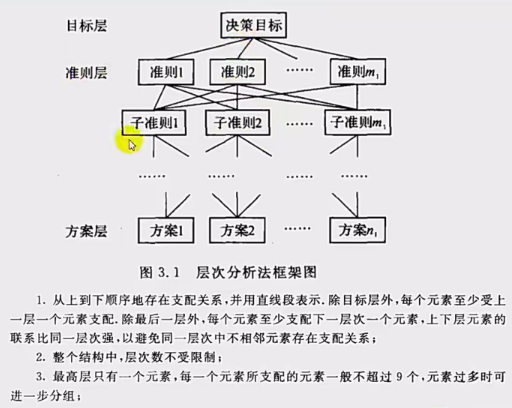 目标层
决策目标
准则层
准则1
准则2
……
准则m₁
子准则1
子准则2
……
子准则m₁
……
……
……
……
方案层
方案1
方案2
……
方案n₁
图 3.1 层次分析法框架图
1. 从上到下顺序地存在支配关系,并用直线段表示.除目标层外,每个元素至少受上
一层一个元素支配.除最后一层外,每个元素至少支配下一层次一个元素,上下层元素的
联系比同一层次强,以避免同一层次中不相邻元素存在支配关系;
2. 整个结构中,层次数不受限制;
3. 最高层只有一个元素,每一个元素所支配的元素一般不超过 9 个,元素过多时可
进一步分组;